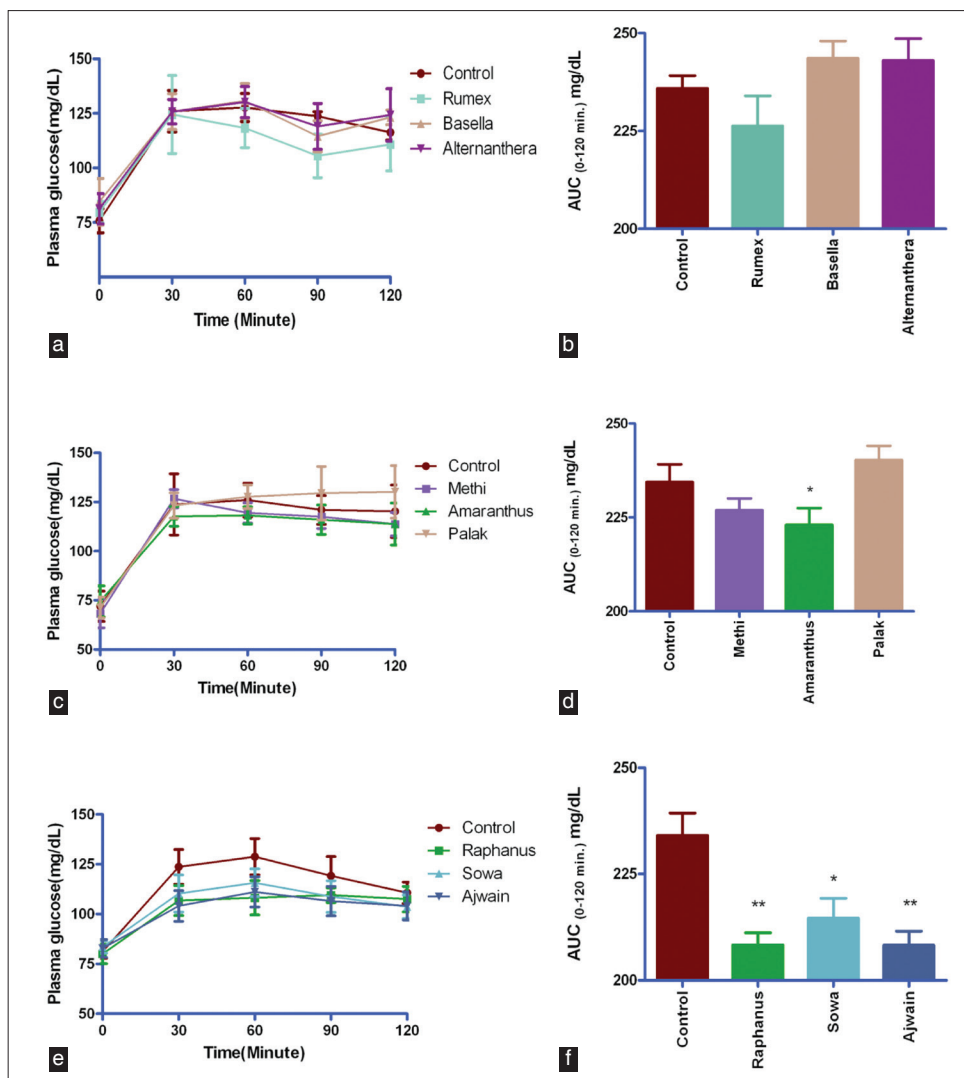 150
125
100
75
Plasma glucose(mg/dL)
0 30 60 90 120
Time (Minute)
Control
Rumex
Basella
Alternanthera
a
250
225
200
AUC (0-120 min.) mg/dL
Control
Rumex
Basella
Alternanthera
b
150
125
100
75
50
Plasma glucose(mg/dL)
0 30 60 90 120
Time(Minute)
Control
Methi
Amaranthus
Palak
c
250
225
200
AUC (0-120 min.) mg/dL
*
Control
Methi
Amaranthus
Palak
d
150
125
100
75
50
Plasma glucose(mg/dL)
0 30 60 90 120
Time(Minute)
Control
Raphanus
Sowa
Ajwain
e
250
225
200
AUC (0-120 min.) mg/dL
** * **
Control
Raphanus
Sowa
Ajwain
f